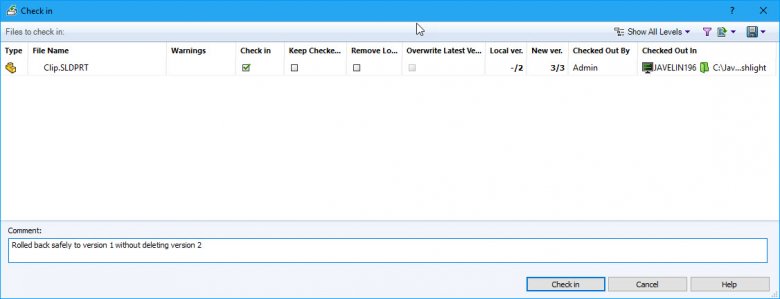 Check in
?
Files to check in:
Show All Levels
Type File Name Warnings Check in Keep Checke... Remove Lo... Overwrite Latest Ve... Local ver. New ver. Checked Out By Checked Out In
Clip.SLDPRT -/2 3/3 Admin JAVELIN196 C:\Jav...shlight
Comment:
Rolled back safely to version 1 without deleting version 2
Check in Cancel Help